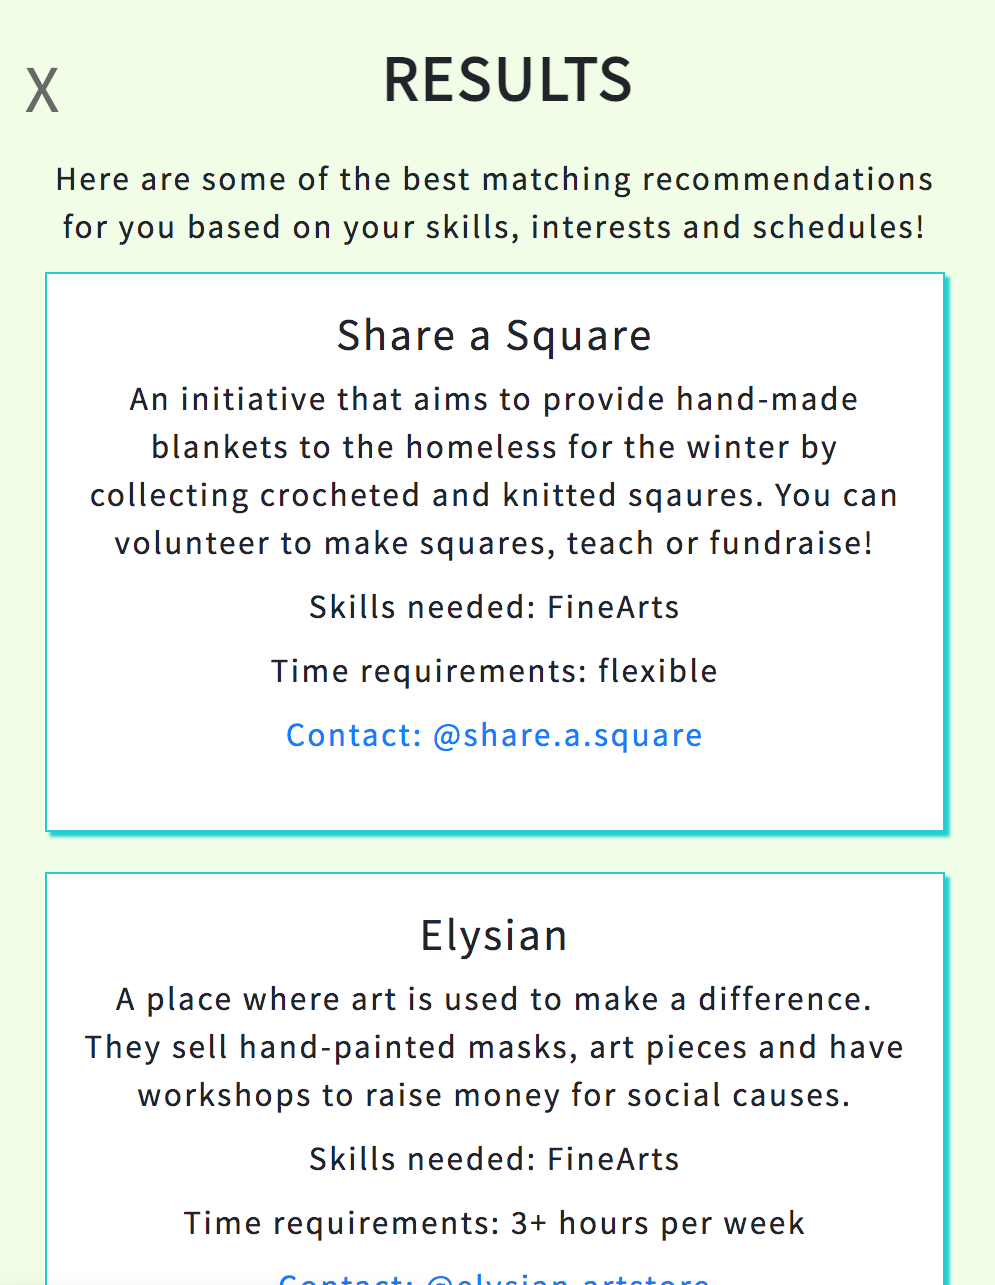 X
RESULTS
Here are some of the best matching recommendations
for you based on your skills, interests and schedules!
Share a Square
An initiative that aims to provide hand-made
blankets to the homeless for the winter by
collecting crocheted and knitted sqaures. You can
volunteer to make squares, teach or fundraise!
Skills needed: FineArts
Time requirements: flexible
Contact: @share.a.square
Elysian
A place where art is used to make a difference.
They sell hand-painted masks, art pieces and have
workshops to raise money for social causes.
Skills needed: FineArts
Time requirements: 3+ hours per week
Contact: @elysian.artstore